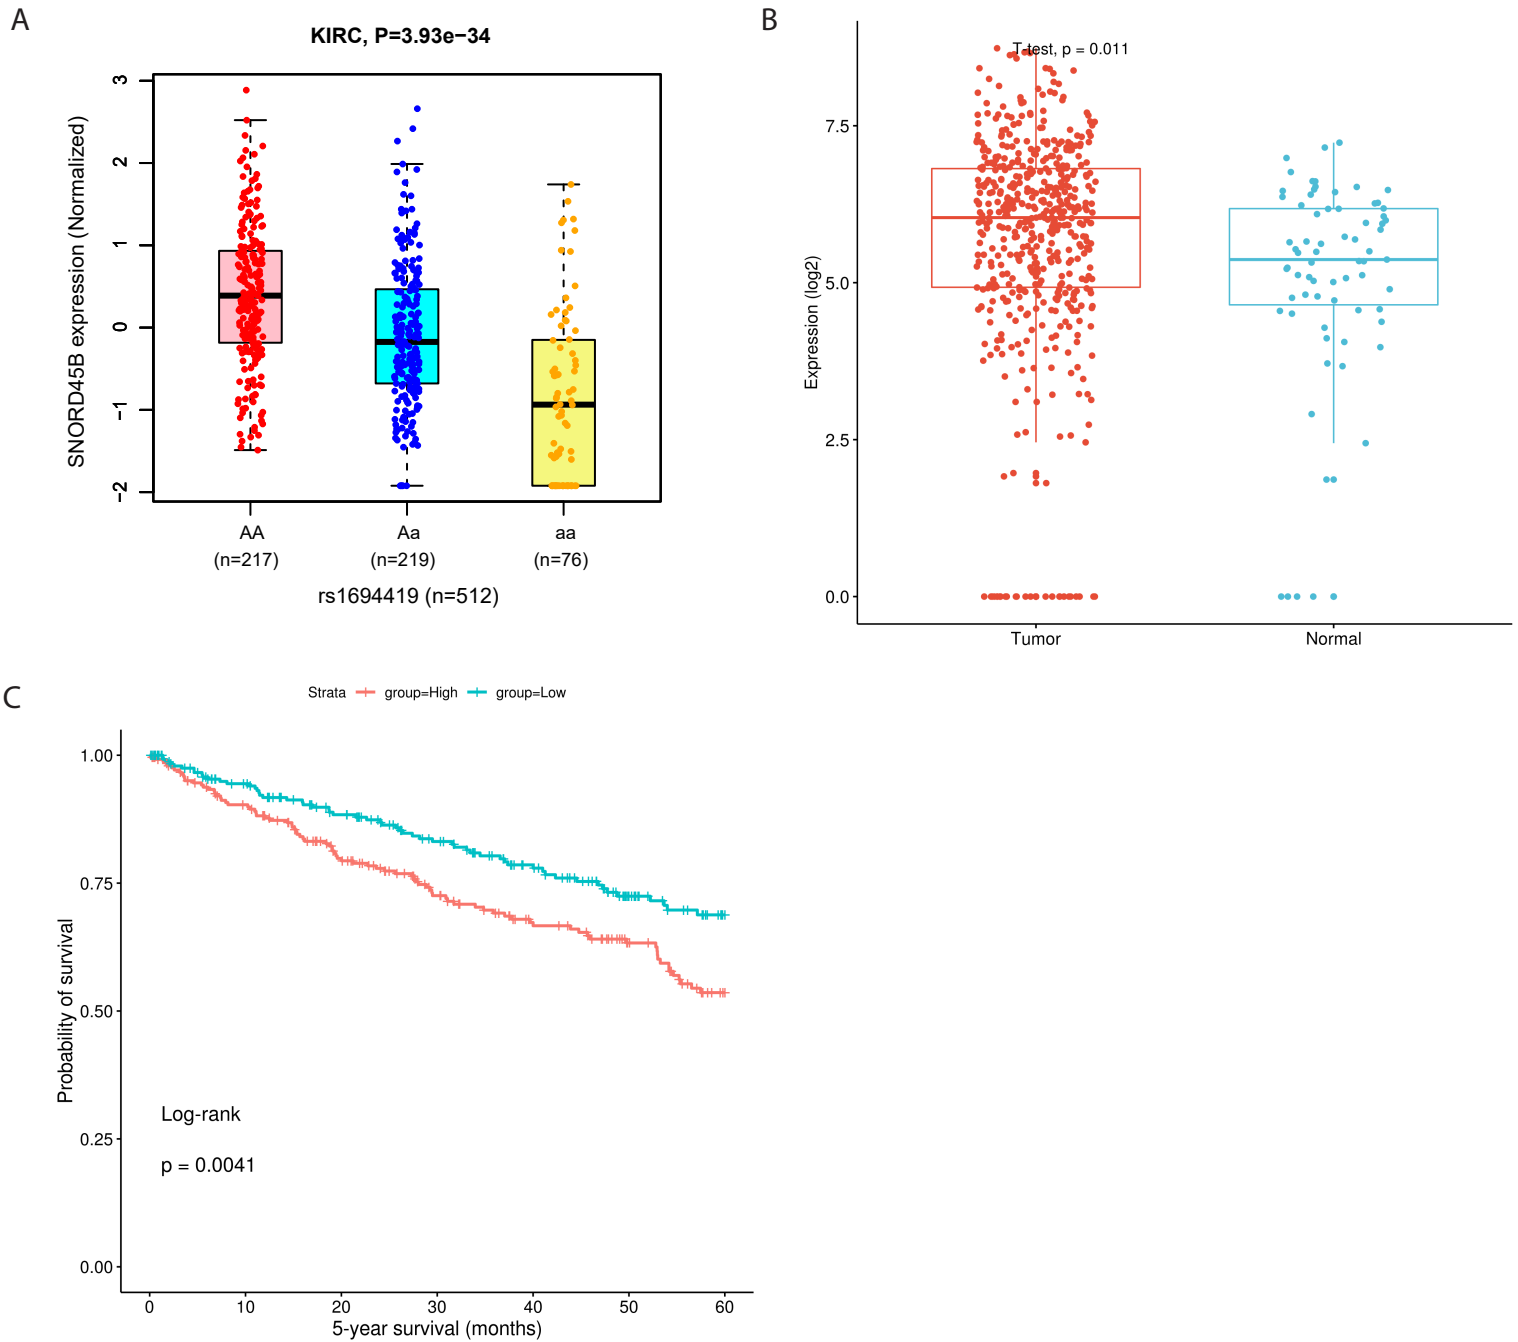 A
KIRC, P=3.93e−34
3
2
1
0
−1
−2
SNORD45B expression (Normalized)
AA
Aa
aa
(n=217)
(n=219)
(n=76)
rs1694419 (n=512)
B
T-test, p = 0.011
7.5
5.0
2.5
0.0
Expression (log2)
Tumor
Normal
C
Strata group=High group=Low
1.00
0.75
0.50
0.25
0.00
Probability of survival
Log-rank
p = 0.0041
0 10 20 30 40 50 60
5-year survival (months)